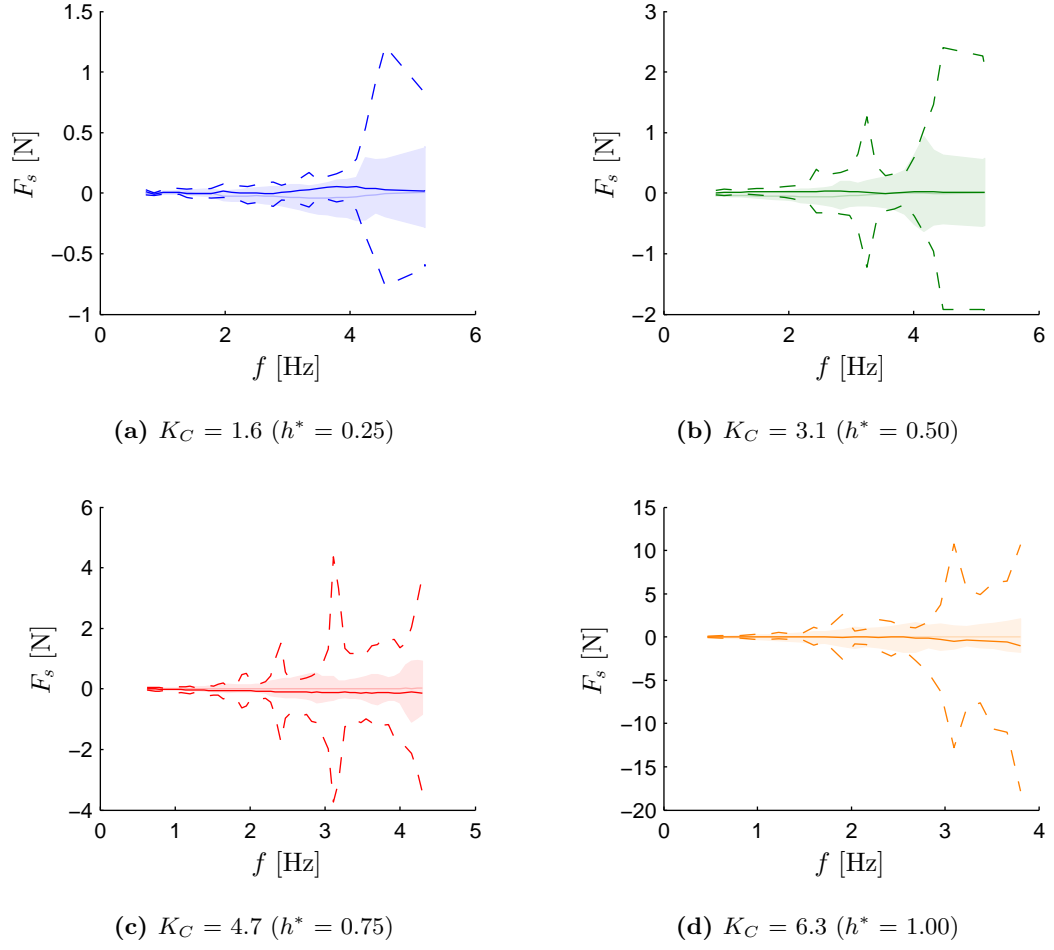 1.5
1
0.5
0
−0.5
−1
0 2 4 6
F_s [N]
f [Hz]
(a) K_C = 1.6 (h* = 0.25)
3
2
1
0
−1
−2
0 2 4 6
F_s [N]
f [Hz]
(b) K_C = 3.1 (h* = 0.50)
6
4
2
0
−2
−4
0 1 2 3 4 5
F_s [N]
f [Hz]
(c) K_C = 4.7 (h* = 0.75)
15
10
5
0
−5
−10
−15
−20
0 1 2 3 4
F_s [N]
f [Hz]
(d) K_C = 6.3 (h* = 1.00)